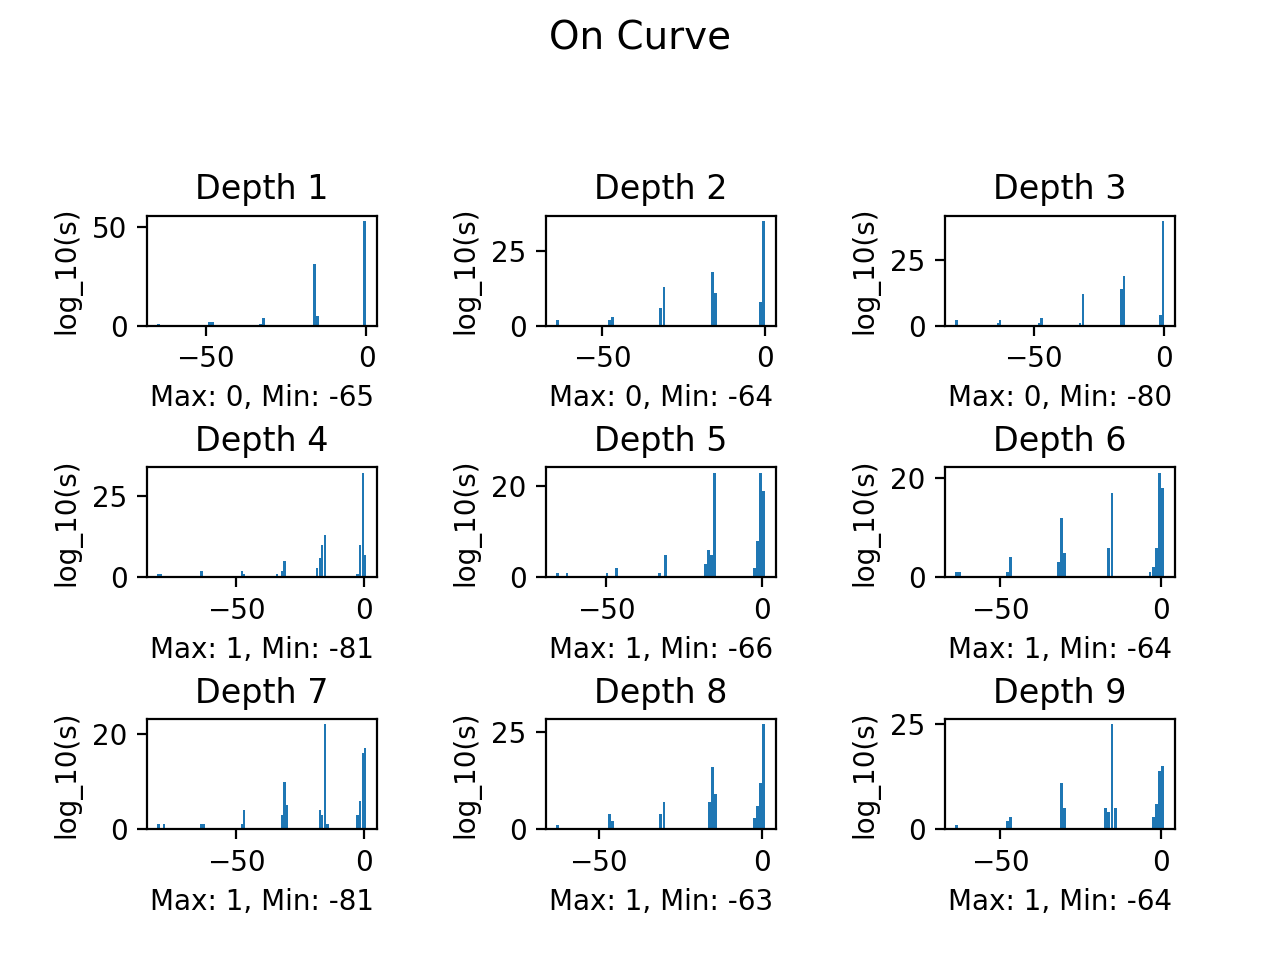 On Curve
Depth 1
Depth 2
Depth 3
log_10(s)
50
0
−50
0
Max: 0, Min: -65
log_10(s)
25
0
−50
0
Max: 0, Min: -64
log_10(s)
25
0
−50
0
Max: 0, Min: -80
Depth 4
Depth 5
Depth 6
log_10(s)
25
0
−50
0
Max: 1, Min: -81
log_10(s)
20
0
−50
0
Max: 1, Min: -66
log_10(s)
20
0
−50
0
Max: 1, Min: -64
Depth 7
Depth 8
Depth 9
log_10(s)
20
0
−50
0
Max: 1, Min: -81
log_10(s)
25
0
−50
0
Max: 1, Min: -63
log_10(s)
25
0
−50
0
Max: 1, Min: -64